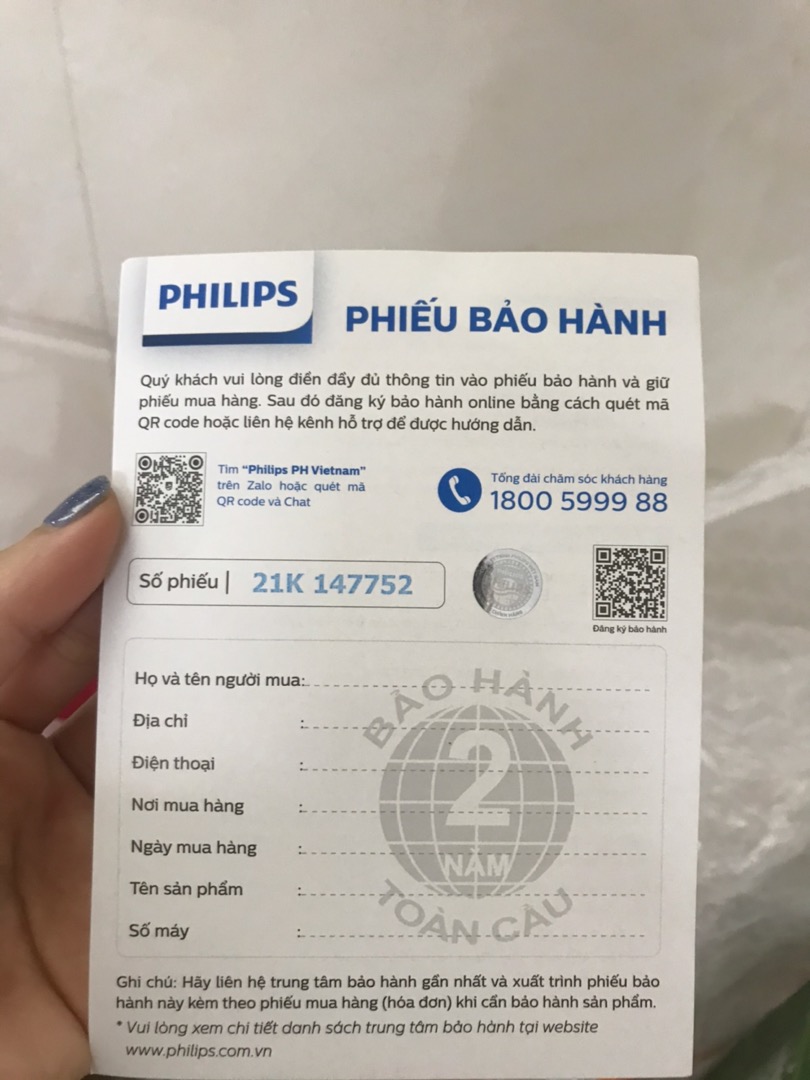 PHILIPS
PHIẾU BẢO HÀNH
Quý khách vui lòng điền đầy đủ thông tin vào phiếu bảo hành và giữ
phiếu mua hàng. Sau đó đăng ký bảo hành online bằng cách quét mã
QR code hoặc liên hệ kênh hỗ trợ để được hướng dẫn.
Tìm "Philips PH Vietnam"
trên Zalo hoặc quét mã
QR code và Chat
Tổng đài chăm sóc khách hàng
1800 5999 88
Số phiếu | 21K 147752
Đăng ký bảo hành
Họ và tên người mua:
Địa chỉ :
Điện thoại :
Nơi mua hàng :
Ngày mua hàng :
Tên sản phẩm :
Số máy :
BẢO HÀNH
2
NĂM
TOÀN CẦU
Ghi chú: Hãy liên hệ trung tâm bảo hành gần nhất và xuất trình phiếu bảo
hành này kèm theo phiếu mua hàng (hóa đơn) khi cần bảo hành sản phẩm.
* Vui lòng xem chi tiết danh sách trung tâm bảo hành tại website
www.philips.com.vn